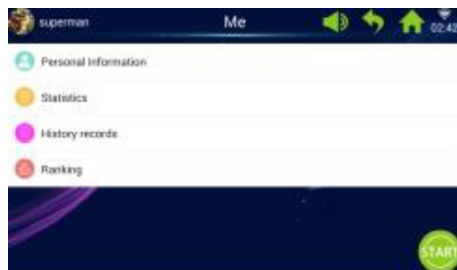 superman
Me
02:42
Personal Information
Statistics
History records
Ranking
START